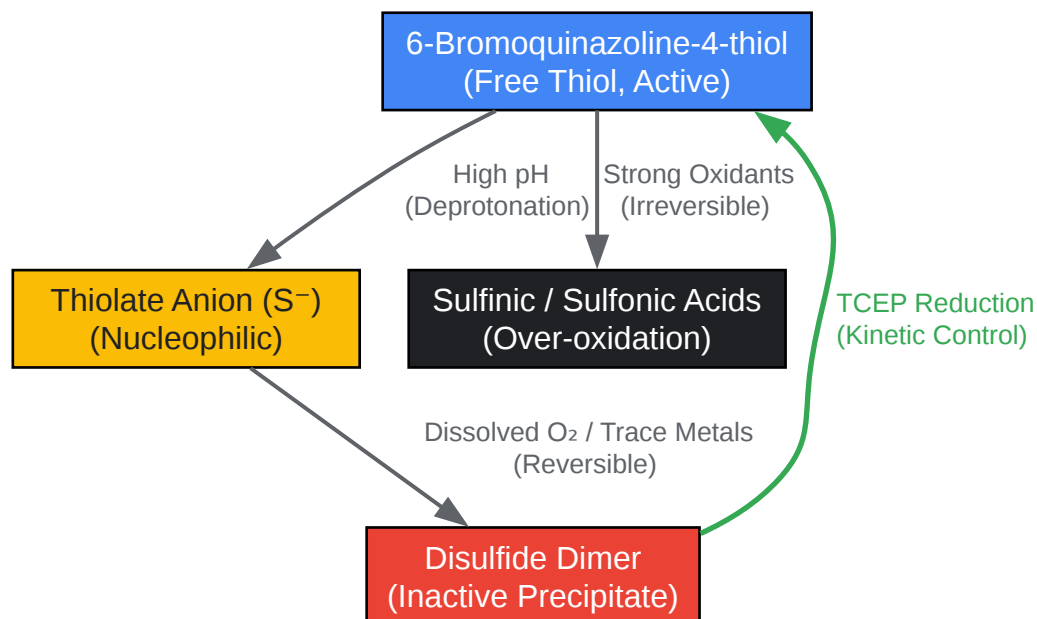 6-Bromoquinazoline-4-thiol
(Free Thiol, Active)
High pH
(Deprotonation)
Strong Oxidants
(Irreversible)
Thiolate Anion (S⁻)
(Nucleophilic)
Sulfinic / Sulfonic Acids
(Over-oxidation)
TCEP Reduction
(Kinetic Control)
Dissolved O₂ / Trace Metals
(Reversible)
Disulfide Dimer
(Inactive Precipitate)